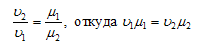 υ₂/υ₁ = μ₁/μ₂, откуда υ₁μ₁ = υ₂μ₂